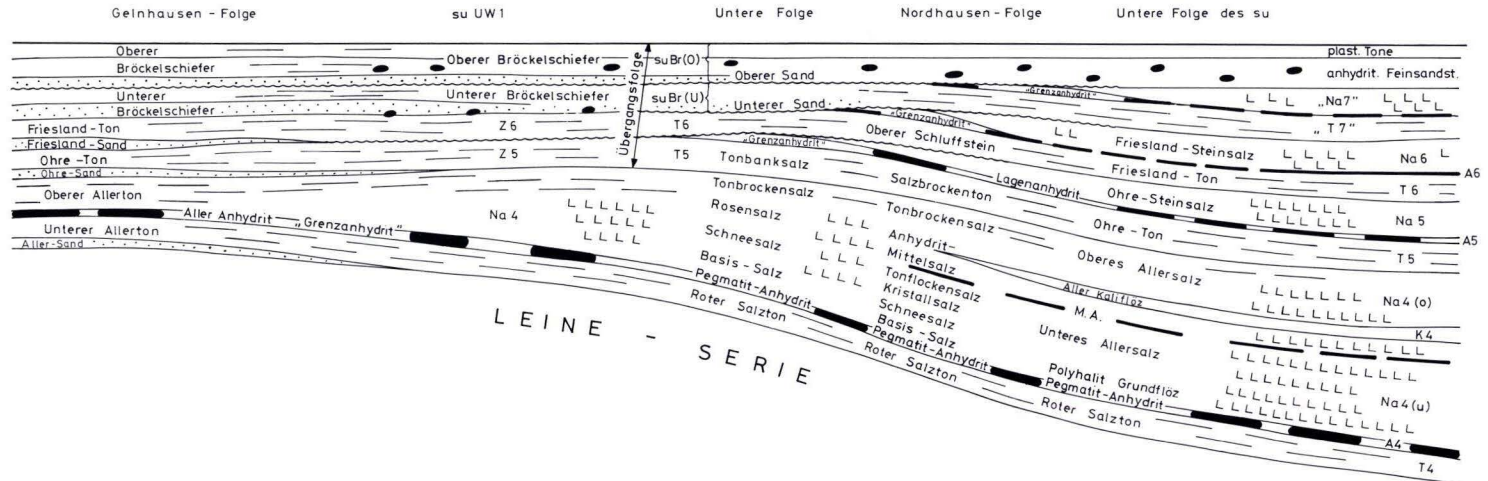 Gelnhausen - Folge
su UW1
Untere Folge
Nordhausen - Folge
Untere Folge des su
Oberer
Bröckelschiefer
Oberer Bröckelschiefer
suBr(O)
plast. Tone
anhydrit. Feinsandst.
Oberer Sand
Unterer
Bröckelschiefer
Unterer Bröckelschiefer
suBr(U)
Unterer Sand
„Grenzanhydrit"
„Na7"
Übergangsfolge
Friesland - Ton
Z 6
T6
„Grenzanhydrit"
„T 7"
Friesland - Sand
Oberer Schluffstein
Friesland - Steinsalz
Na 6
Ohre - Ton
Z 5
T5
„Grenzanhydrit"
Tonbanksalz
Friesland - Ton
A6
T 6
Ohre - Sand
Salzbrockenton
Lagenanhydrit
Ohre - Steinsalz
Na 5
Oberer Allerton
Tonbrockensalz
Tonbrockensalz
Ohre - Ton
A5
T 5
Aller Anhydrit
„Grenzanhydrit"
Na 4
Rosensalz
Anhydrit-
Mittelsalz
Oberes Allersalz
Unterer Allerton
Schneesalz
Tonflockensalz
Aller Kaliflöz
Na4 (o)
Aller - Sand
Basis - Salz
Kristallsalz
M.A.
K 4
Pegmatit - Anhydrit
Schneesalz
Unteres Allersalz
Roter Salzton
Basis - Salz
Pegmatit - Anhydrit
Polyhalit Grundflöz
Na4(u)
Roter Salzton
Pegmatit - Anhydrit
Roter Salzton
A4
T4
LEINE - SERIE